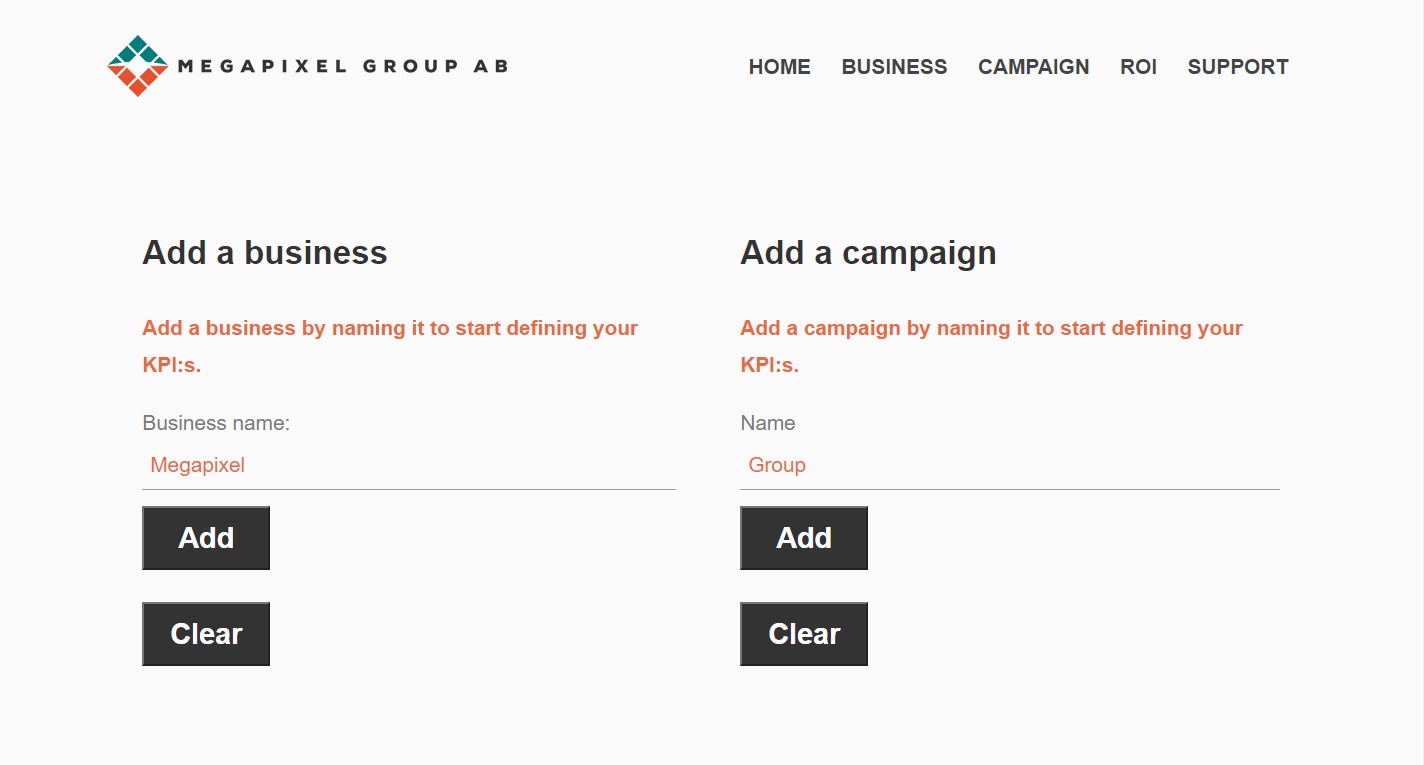 MEGAPIXEL GROUP AB
HOME BUSINESS CAMPAIGN ROI SUPPORT
Add a business
Add a business by naming it to start defining your
KPI:s.
Business name:
Megapixel
Add
Clear
Add a campaign
Add a campaign by naming it to start defining your
KPI:s.
Name
Group
Add
Clear